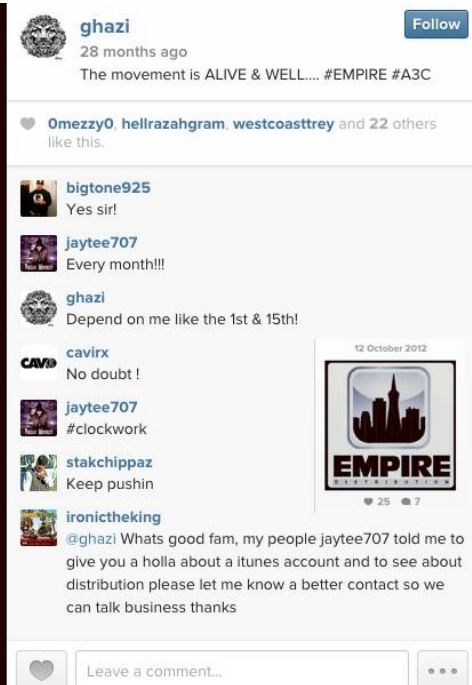 ghazi
Follow
28 months ago
The movement is ALIVE & WELL.... #EMPIRE #A3C
0mezzy0, hellrazahgram, westcoasttrey and 22 others
like this.
bigtone925
Yes sir!
jaytee707
Every month!!!
ghazi
Depend on me like the 1st & 15th!
CAVI
cavirx
No doubt !
jaytee707
#clockwork
stakchippaz
Keep pushin
12 October 2012
EMPIRE
DISTRIBUTION
25 7
ironictheking
@ghazi Whats good fam, my people jaytee707 told me to
give you a holla about a itunes account and to see about
distribution please let me know a better contact so we
can talk business thanks
Leave a comment...